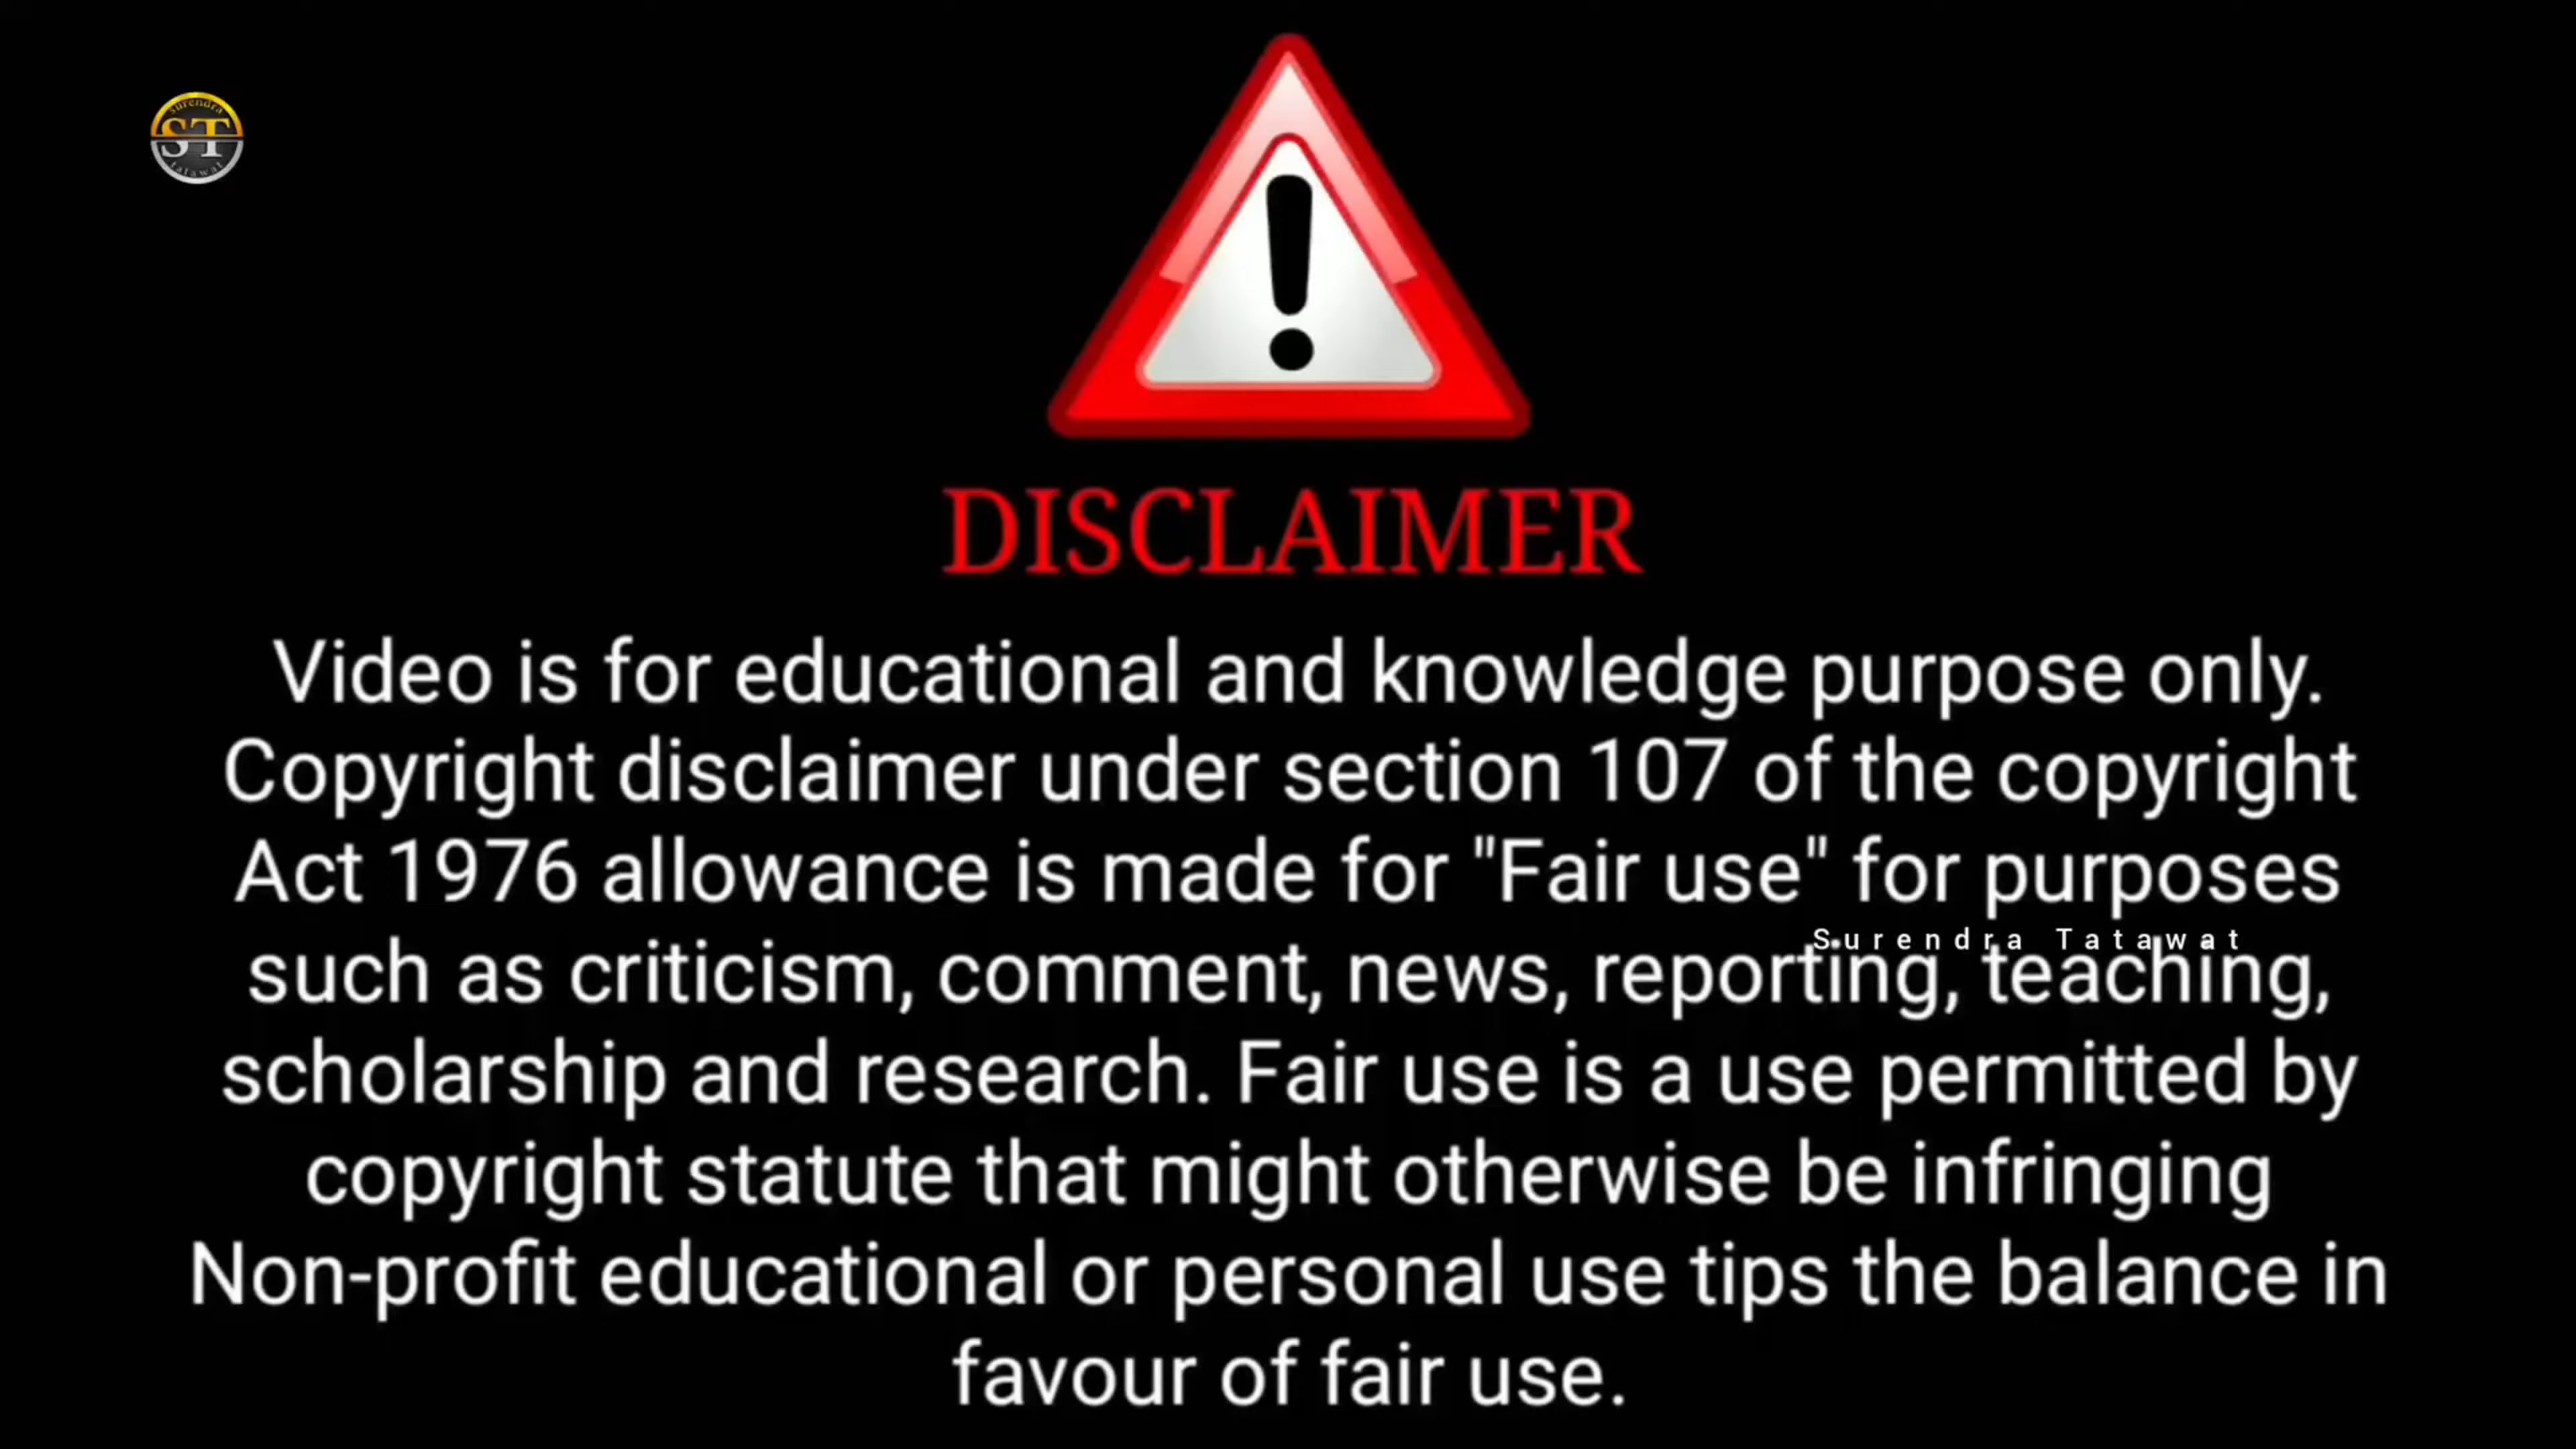 surendra
ST
tatawat
!
DISCLAIMER
Video is for educational and knowledge purpose only.
Copyright disclaimer under section 107 of the copyright
Act 1976 allowance is made for "Fair use" for purposes
Surendra Tatawat
such as criticism, comment, news, reporting, teaching,
scholarship and research. Fair use is a use permitted by
copyright statute that might otherwise be infringing
Non-profit educational or personal use tips the balance in
favour of fair use.